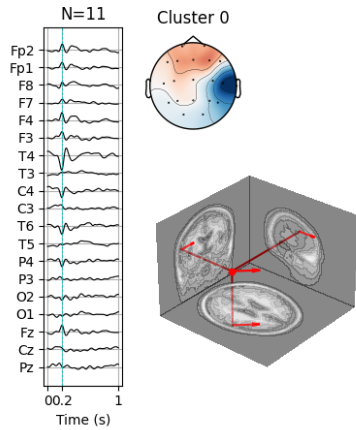 N=11
Cluster 0
Fp2
Fp1
F8
F7
F4
F3
T4
T3
C4
C3
T6
T5
P4
P3
O2
O1
Fz
Cz
Pz
00.2 1
Time (s)